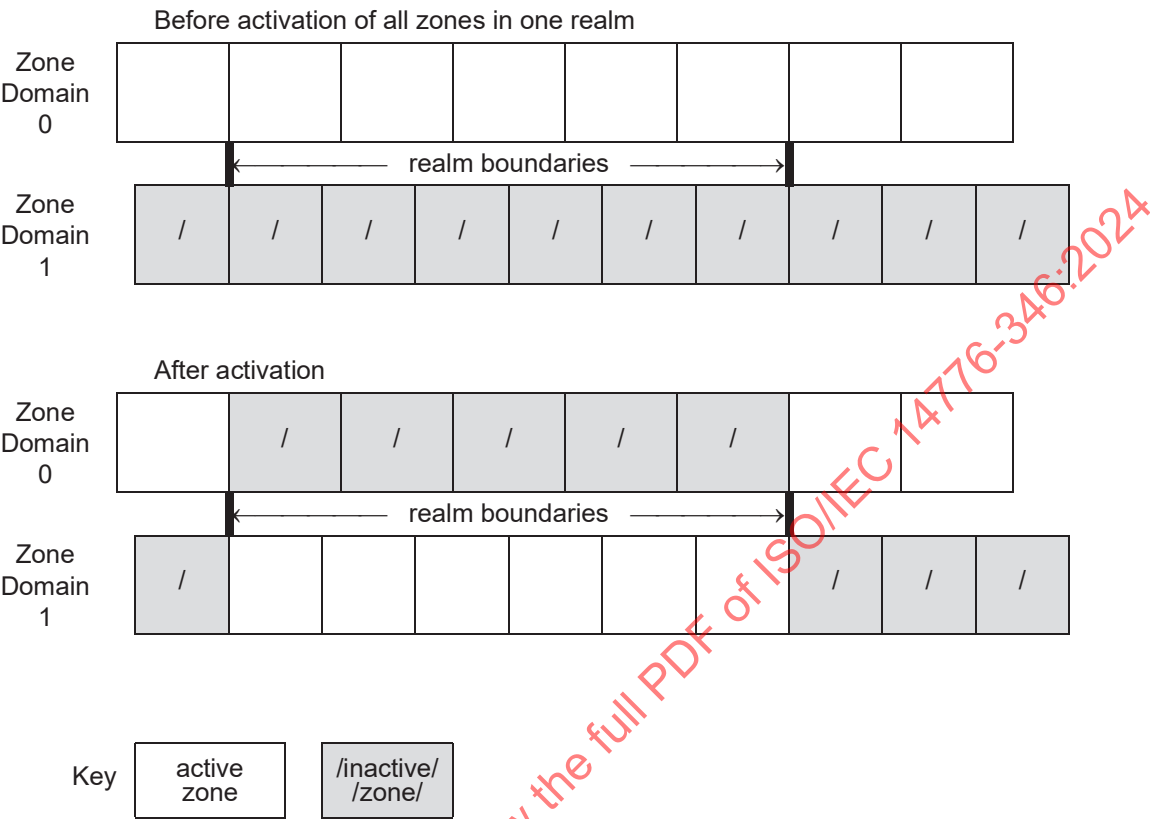 Before activation of all zones in one realm
Zone
Domain
0
realm boundaries
Zone
Domain
1
/ / / / / / / / / /
After activation
Zone
Domain
0
/ / / / /
realm boundaries
Zone
Domain
1
/ / / /
Key
active
zone
/inactive/
/zone/
the full PDF of ISO/IEC 14776-346:2024